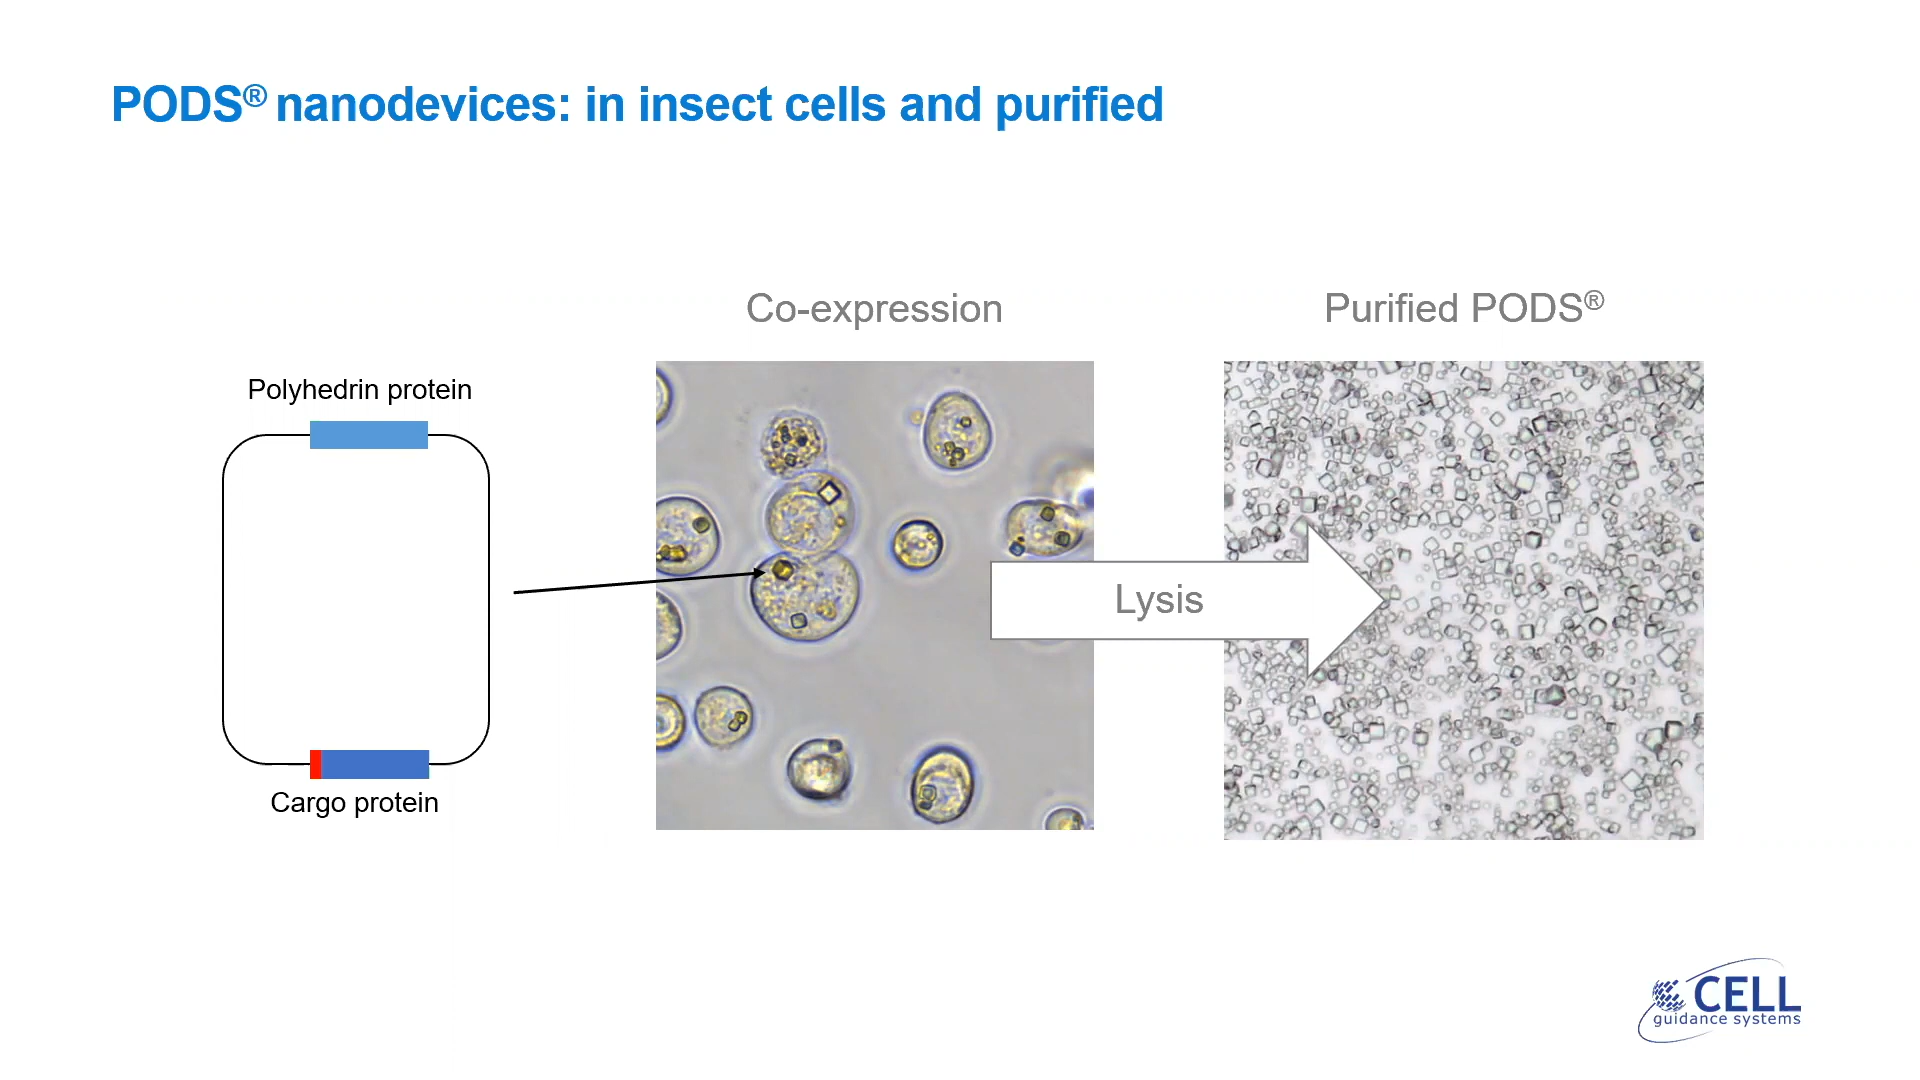 PODS® nanodevices: in insect cells and purified
Co-expression
Purified PODS®
Polyhedrin protein
Lysis
Cargo protein
CELL
guidance systems